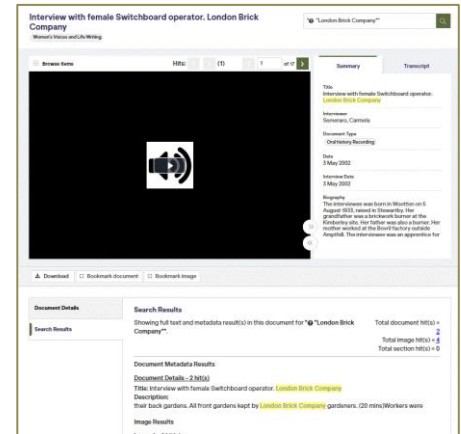 Interview with female Switchboard operator. London Brick
Company
Women's Voices and Life Writing
"London Brick Company""
Browse Items
Hits:
(1)
1
of 17
Summary
Transcript
Title
Interview with female Switchboard operator.
London Brick Company
Interviewer
Semeraro, Carmela
Document Type
Oral history Recording
Date
3 May 2002
Interview Date
3 May 2002
Biography
The interviewee was born in Wootton on 5
August 1933, raised in Stewartby. Her
grandfather was a brickwork burner at the
Kimberley site. Her father was also a burner. Her
mother worked at the Bovril factory outside
Ampthill. The interviewee was an apprentice for
Download
Bookmark document
Bookmark image
Document Details
Search Results
Search Results
Showing full text and metadata result(s) in this document for "London Brick
Company"".
Total document hit(s) =
2
Total image hit(s) = 4
Total section hit(s) = 0
Document Metadata Results
Document Details - 2 hit(s)
Title: Interview with female Switchboard operator. London Brick Company
Description:
their back gardens. All front gardens kept by London Brick Company gardeners. (20 mins)Workers were
Image Results